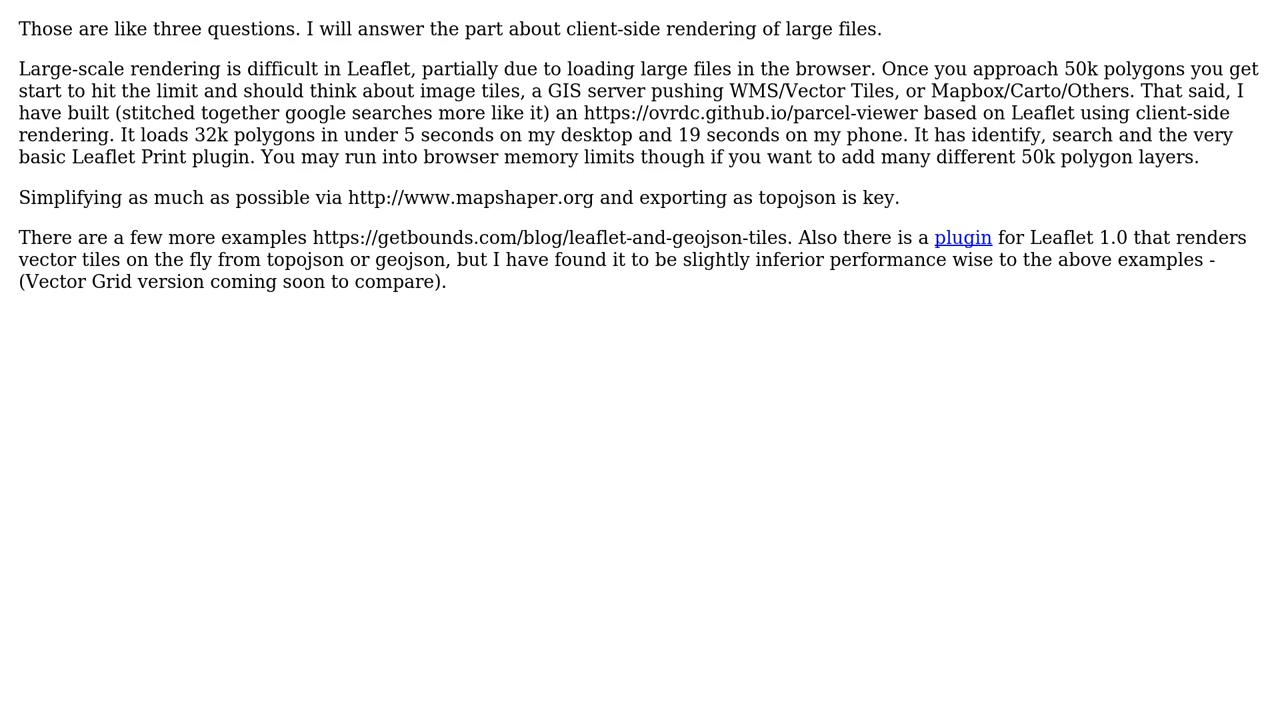 Those are like three questions. I will answer the part about client-side rendering of large files.
Large-scale rendering is difficult in Leaflet, partially due to loading large files in the browser. Once you approach 50k polygons you get
start to hit the limit and should think about image tiles, a GIS server pushing WMS/Vector Tiles, or Mapbox/Carto/Others. That said, I
have built (stitched together google searches more like it) an https://ovrdc.github.io/parcel-viewer based on Leaflet using client-side
rendering. It loads 32k polygons in under 5 seconds on my desktop and 19 seconds on my phone. It has identify, search and the very
basic Leaflet Print plugin. You may run into browser memory limits though if you want to add many different 50k polygon layers.
Simplifying as much as possible via http://www.mapshaper.org and exporting as topojson is key.
There are a few more examples https://getbounds.com/blog/leaflet-and-geojson-tiles. Also there is a plugin for Leaflet 1.0 that renders
vector tiles on the fly from topojson or geojson, but I have found it to be slightly inferior performance wise to the above examples -
(Vector Grid version coming soon to compare).